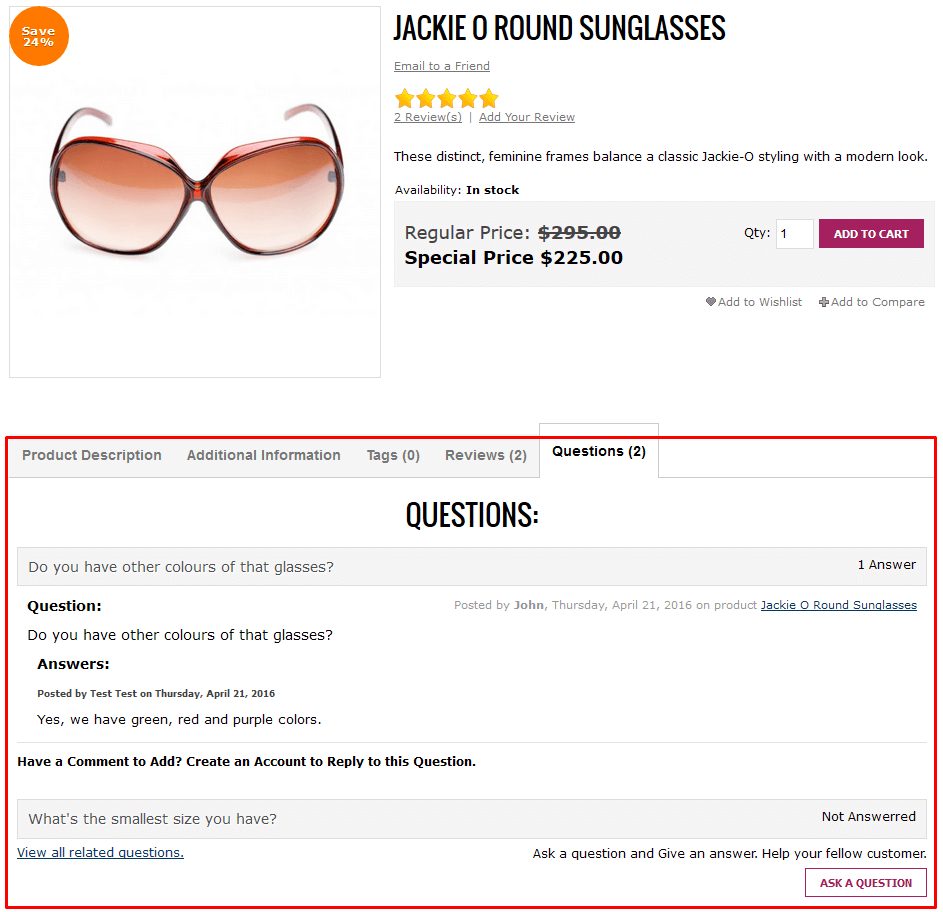 Save
24%
JACKIE O ROUND SUNGLASSES
Email to a Friend
2 Review(s) | Add Your Review
These distinct, feminine frames balance a classic Jackie-O styling with a modern look.
Availability: In stock
Regular Price: $295.00
Special Price $225.00
Qty: 1 ADD TO CART
Add to Wishlist Add to Compare
Product Description Additional Information Tags (0) Reviews (2) Questions (2)
QUESTIONS:
Do you have other colours of that glasses? 1 Answer
Question: Posted by John, Thursday, April 21, 2016 on product Jackie O Round Sunglasses
Do you have other colours of that glasses?
Answers:
Posted by Test Test on Thursday, April 21, 2016
Yes, we have green, red and purple colors.
Have a Comment to Add? Create an Account to Reply to this Question.
What's the smallest size you have? Not Answerred
View all related questions. Ask a question and Give an answer. Help your fellow customer.
ASK A QUESTION